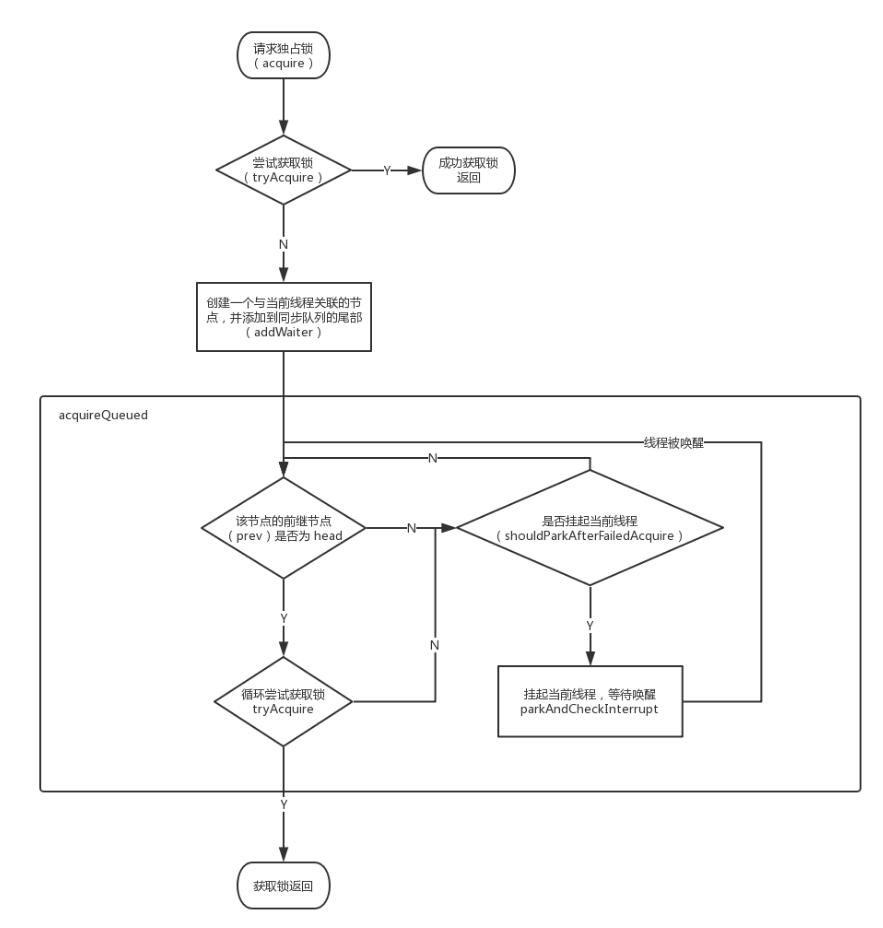 请求独占锁
（acquire）
尝试获取锁
（tryAcquire）
Y
成功获取锁
返回
N
创建一个与当前线程关联的节
点，并添加到同步队列的尾部
（addWaiter）
acquireQueued
线程被唤醒
N
该节点的前继节点
（prev）是否为 head
N
是否挂起当前线程
（shouldParkAfterFailedAcquire）
Y
Y
N
循环尝试获取锁
tryAcquire
挂起当前线程，等待唤醒
parkAndCheckInterrupt
Y
获取锁返回